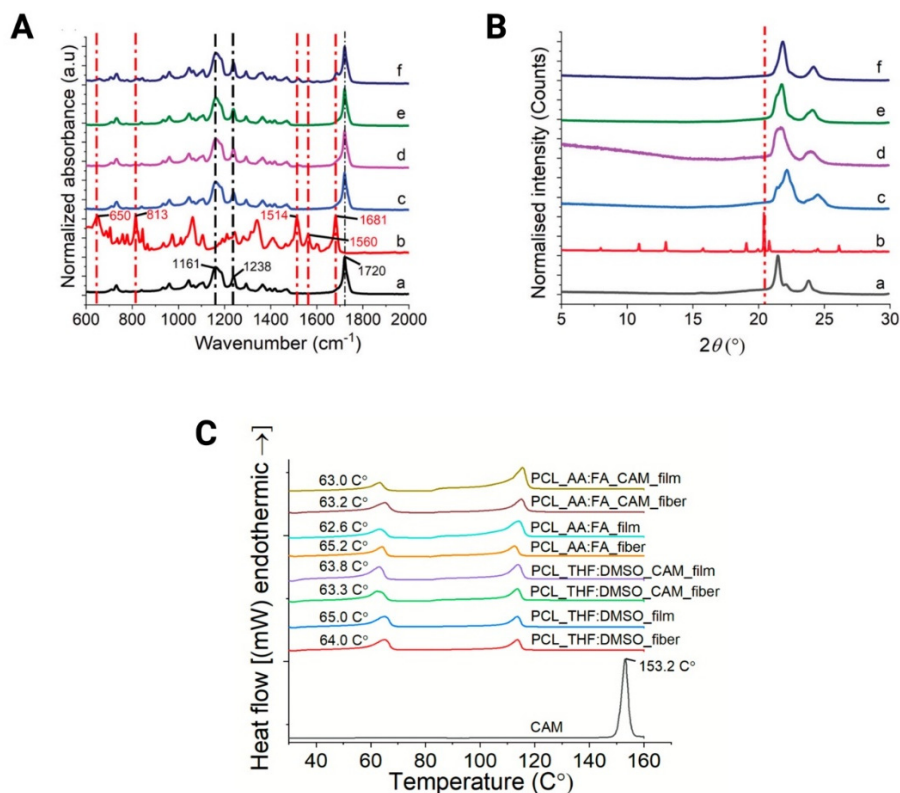 A
Normalized absorbance (a.u)
f
e
d
c
650
813
1514
1681
b
1560
1161
1238
1720
a
600 800 1000 1200 1400 1600 1800 2000
Wavenumber (cm⁻¹)
B
Normalised intensity (Counts)
f
e
d
c
b
a
5 10 15 20 25 30
2θ (°)
C
Heat flow [(mW) endothermic →]
63.0 C° PCL_AA:FA_CAM_film
63.2 C° PCL_AA:FA_CAM_fiber
62.6 C° PCL_AA:FA_film
65.2 C° PCL_AA:FA_fiber
63.8 C° PCL_THF:DMSO_CAM_film
63.3 C° PCL_THF:DMSO_CAM_fiber
65.0 C° PCL_THF:DMSO_film
64.0 C° PCL_THF:DMSO_fiber
153.2 C°
CAM
40 60 80 100 120 140 160
Temperature (C°)